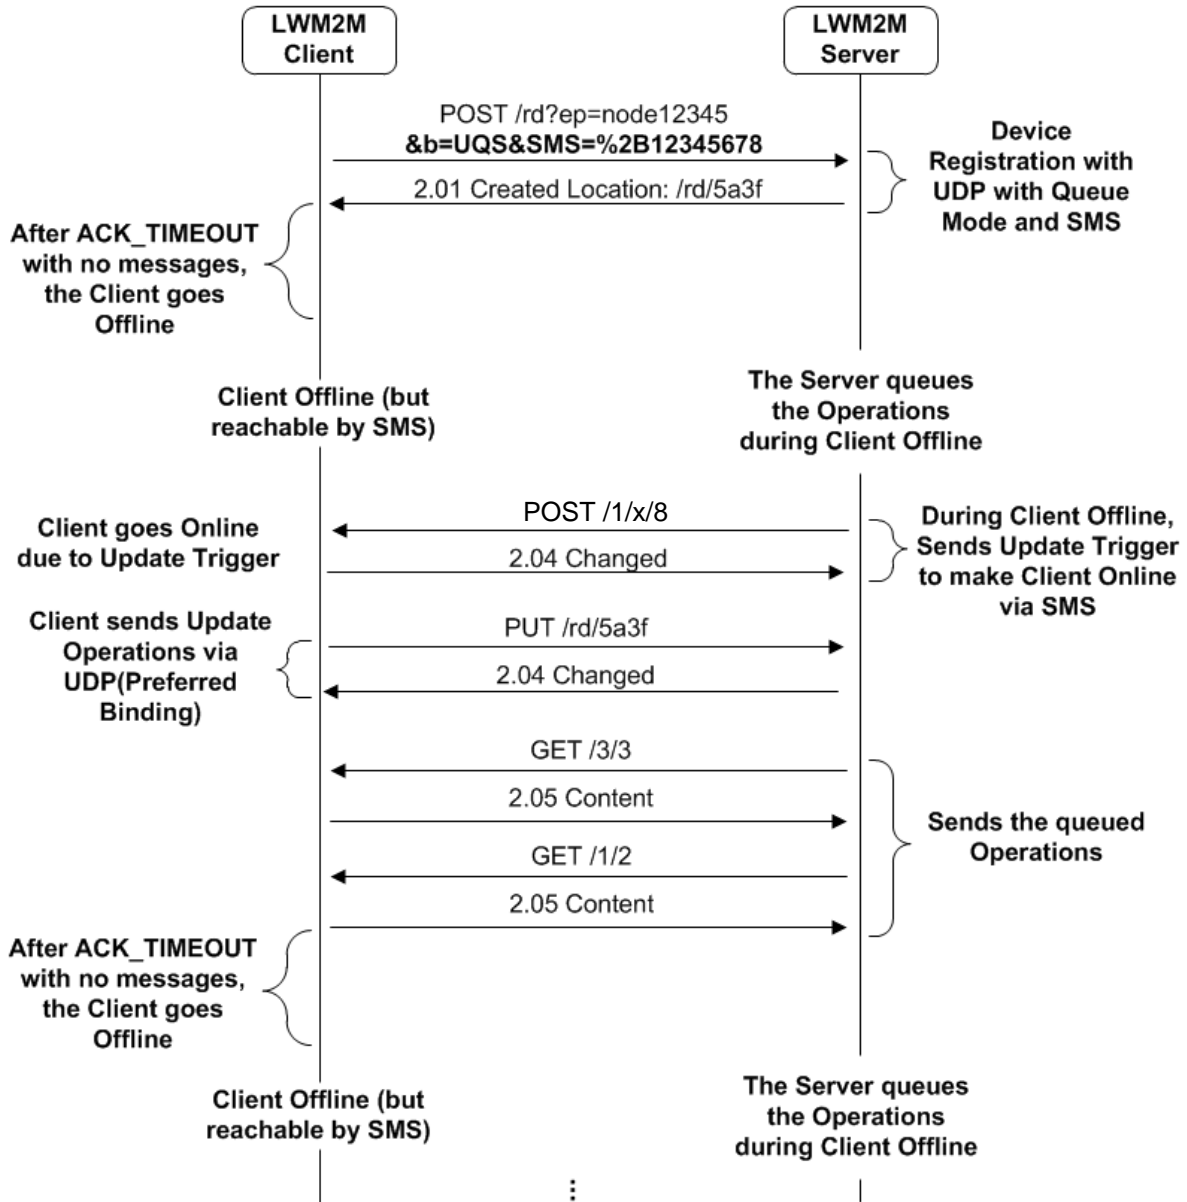 LWM2M
Client
LWM2M
Server
POST /rd?ep=node12345
&b=UQS&SMS=%2B12345678
Device
Registration with
UDP with Queue
Mode and SMS
2.01 Created Location: /rd/5a3f
After ACK_TIMEOUT
with no messages,
the Client goes
Offline
Client Offline (but
reachable by SMS)
The Server queues
the Operations
during Client Offline
POST /1/x/8
Client goes Online
due to Update Trigger
2.04 Changed
During Client Offline,
Sends Update Trigger
to make Client Online
via SMS
Client sends Update
Operations via
UDP(Preferred
Binding)
PUT /rd/5a3f
2.04 Changed
GET /3/3
2.05 Content
GET /1/2
2.05 Content
Sends the queued
Operations
After ACK_TIMEOUT
with no messages,
the Client goes
Offline
Client Offline (but
reachable by SMS)
The Server queues
the Operations
during Client Offline
⋮